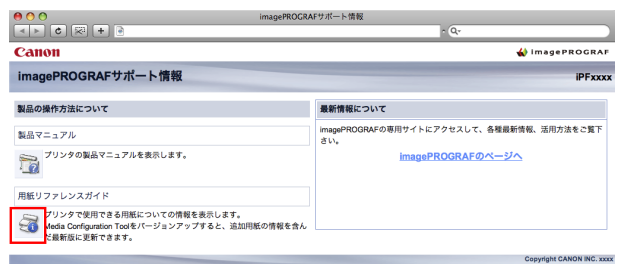 imagePROGRAFサポート情報
Canon
imagePROGRAF
imagePROGRAFサポート情報
iPFxxxx
製品の操作方法について
製品マニュアル
プリンタの製品マニュアルを表示します。
用紙リファレンスガイド
プリンタで使用できる用紙についての情報を表示します。
Media Configuration Toolをバージョンアップすると、追加用紙の情報を含ん
だ最新版に更新できます。
最新情報について
imagePROGRAFの専用サイトにアクセスして、各種最新情報、活用方法をご覧下
さい。
imagePROGRAFのページへ
Copyright CANON INC. xxxx